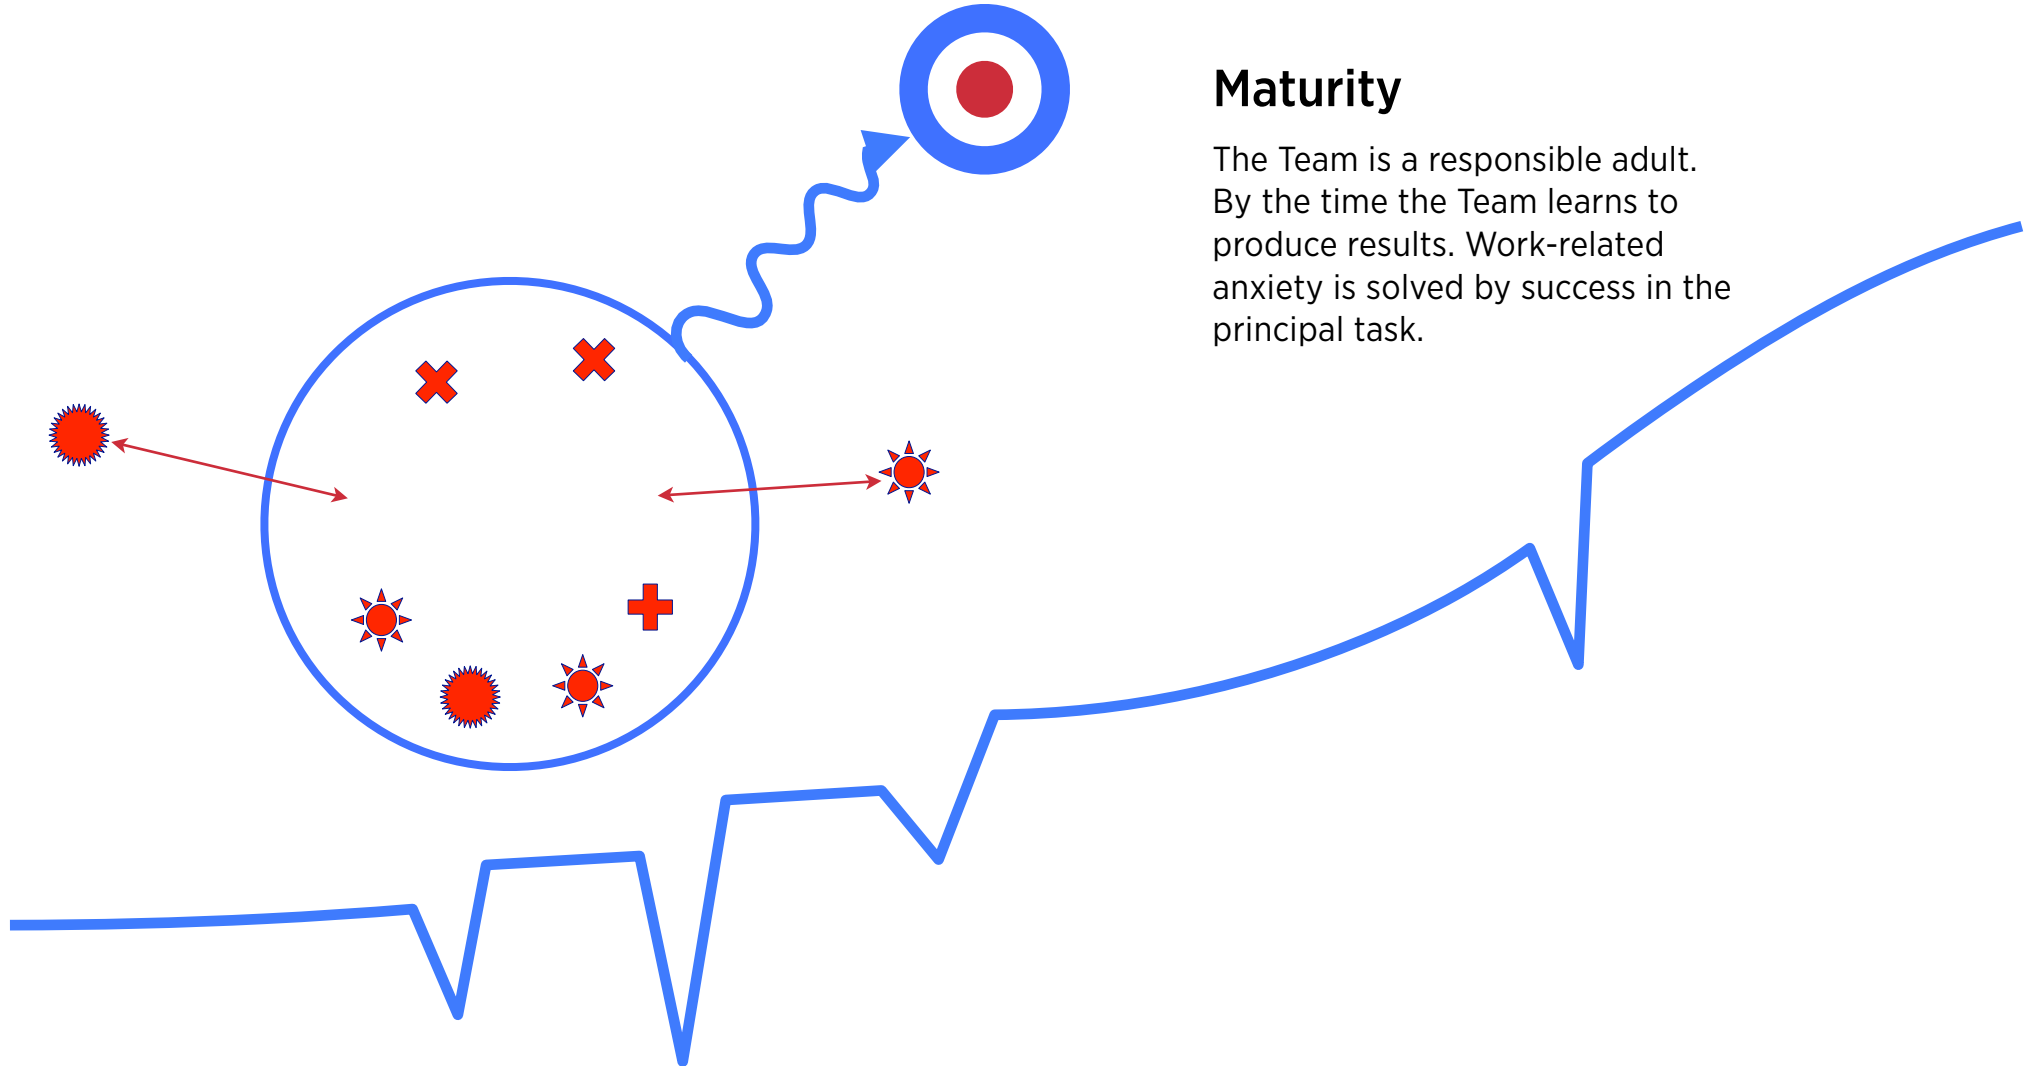 Maturity
The Team is a responsible adult.
By the time the Team learns to
produce results. Work-related
anxiety is solved by success in the
principal task.